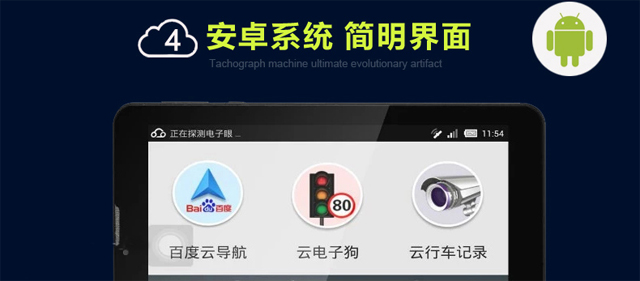 4 安卓系统 简明界面
Tachograph machine ultimate evolutionary artifact
正在探测电子眼 ... 11:54
Bai 百度 80
百度云导航 云电子狗 云行车记录